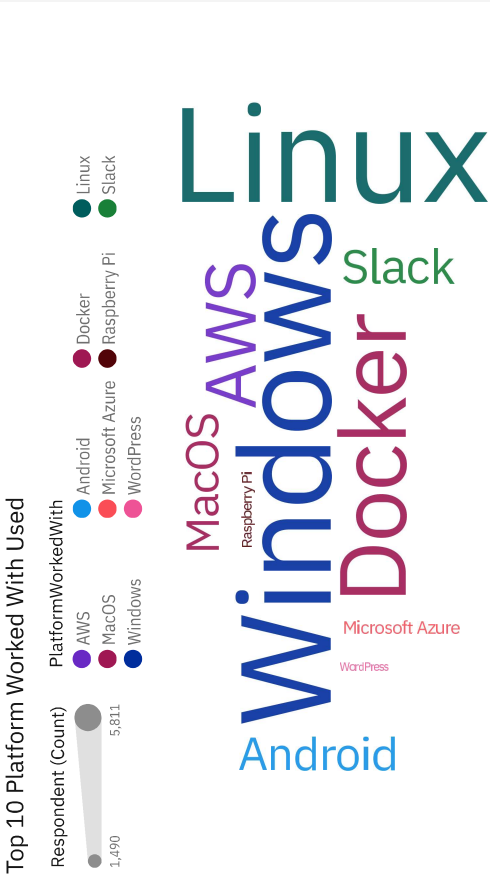 Top 10 Platform Worked With Used
Respondent (Count)
1,490
5,811
PlatformWorkedWith
AWS
Android
Docker
Linux
MacOS
Microsoft Azure
Raspberry Pi
Slack
Windows
WordPress
Linux
Windows
AWS
Slack
Docker
MacOS
Raspberry Pi
Microsoft Azure
WordPress
Android